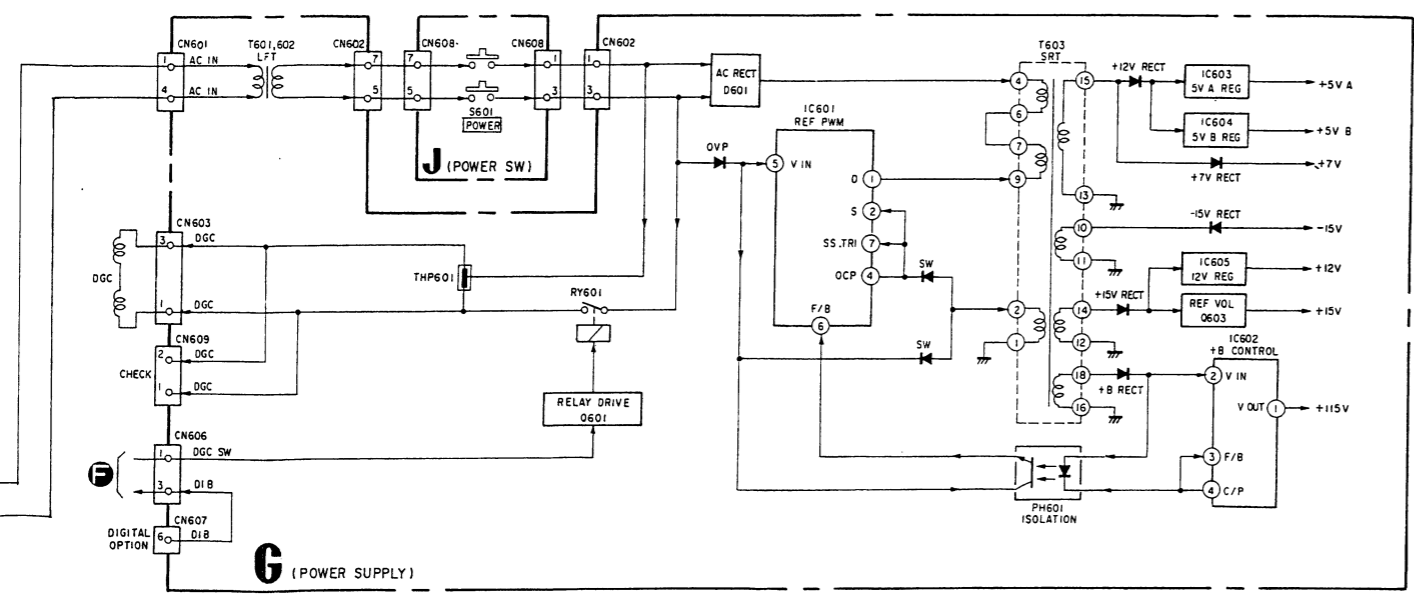 CN601
T601,602
LFT
CN602
CN608
CN608
CN602
1
AC IN
4
AC IN
7
5
7
5
S601
POWER
1
3
1
3
J (POWER SW)
AC RECT
D601
T603
SRT
4
6
7
9
15
13
10
11
2
1
14
12
18
16
+12V RECT
IC603
5V A REG
+5V A
IC604
5V B REG
+5V B
+7V
+7V RECT
-15V RECT
-15V
IC605
12V REG
+12V
+15V RECT
REF VOL
Q603
+15V
IC601
REF PWM
OVP
5
V IN
D
1
S
2
SS,TRI
7
OCP
4
SW
F/B
6
SW
CN603
3
DGC
DGC
1
DGC
THP601
RY601
CN609
2
DGC
CHECK
1
DGC
RELAY DRIVE
Q601
CN606
1
DGC SW
F
3
DIB
CN607
DIGITAL
OPTION
6
DIB
IC602
+B CONTROL
+B RECT
2
V IN
V OUT
1
+115V
3
F/B
4
C/P
PH601
ISOLATION
G (POWER SUPPLY)